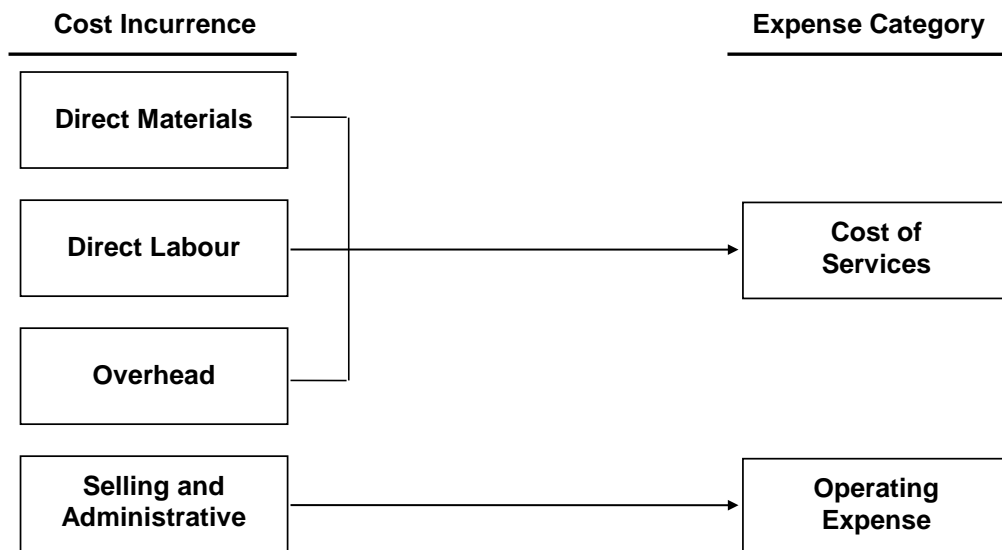 Cost Incurrence
Expense Category
Direct Materials
Direct Labour
Cost of
Services
Overhead
Selling and
Administrative
Operating
Expense